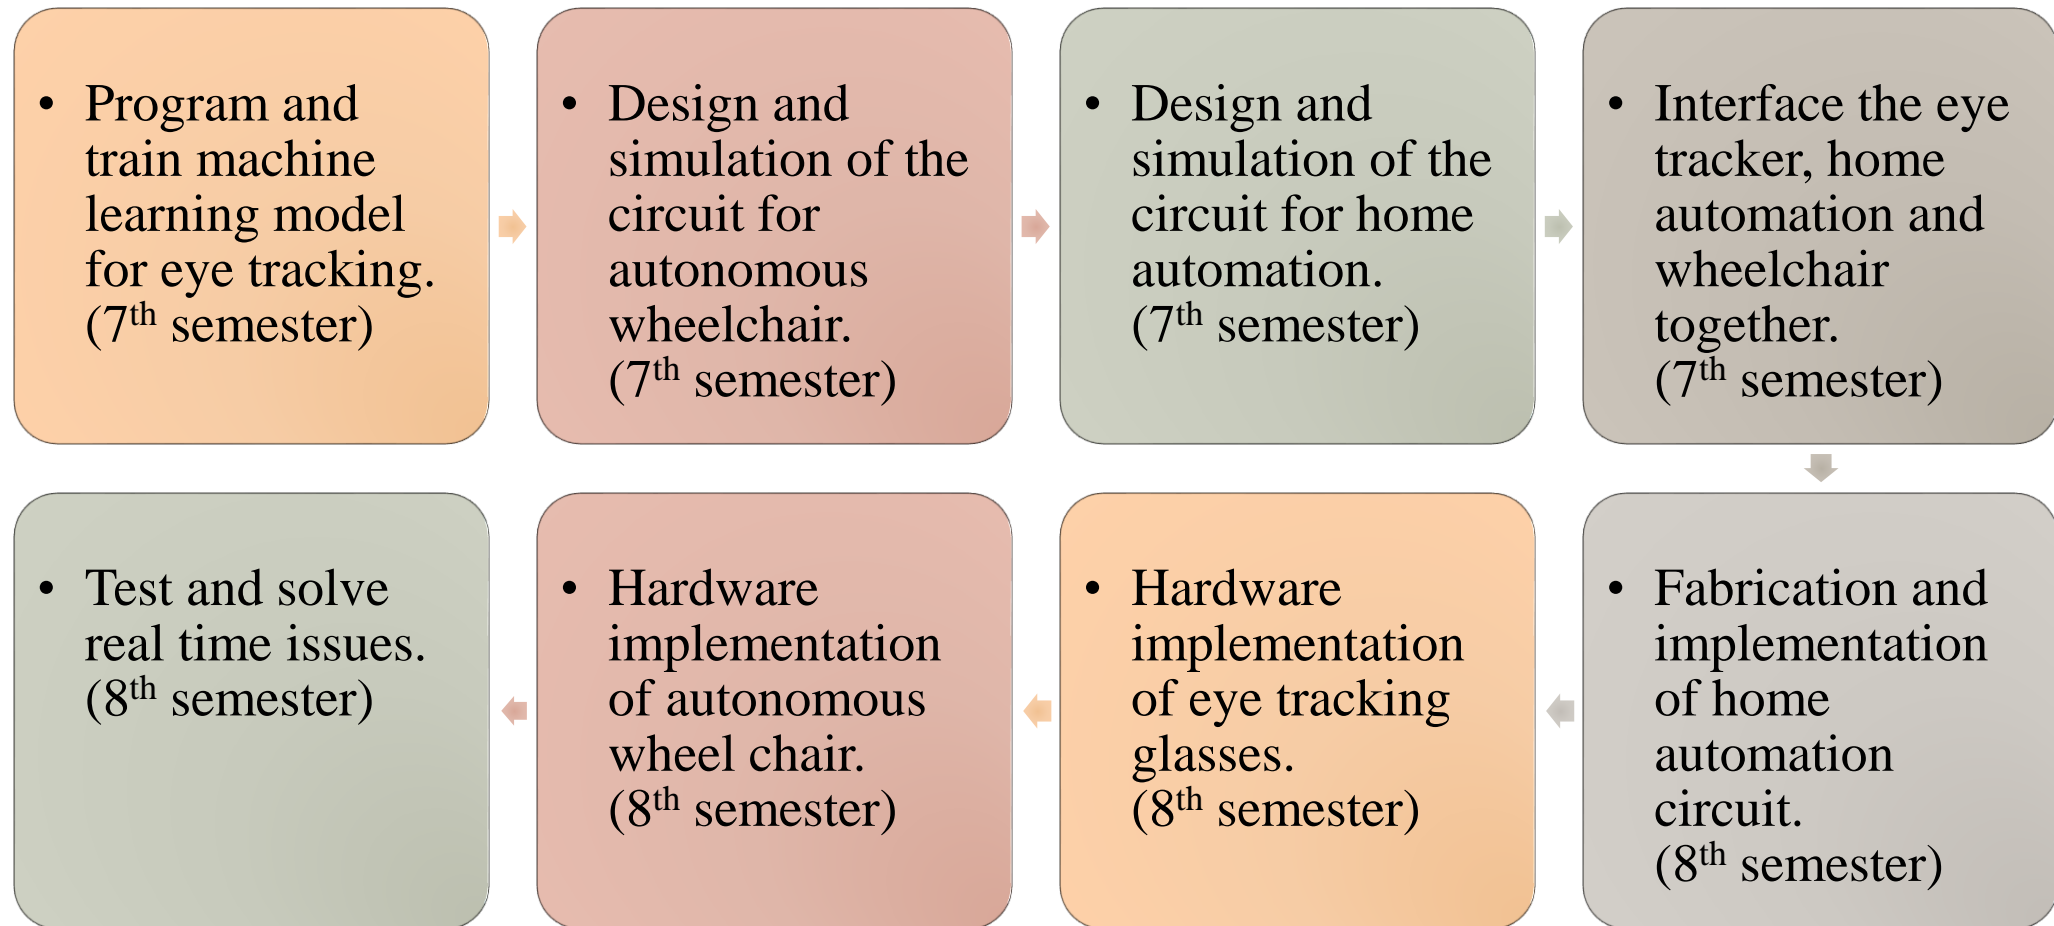 • Program and
train machine
learning model
for eye tracking.
(7th semester)
• Design and
simulation of the
circuit for
autonomous
wheelchair.
(7th semester)
• Design and
simulation of the
circuit for home
automation.
(7th semester)
• Interface the eye
tracker, home
automation and
wheelchair
together.
(7th semester)
• Fabrication and
implementation
of home
automation
circuit.
(8th semester)
• Hardware
implementation
of eye tracking
glasses.
(8th semester)
• Hardware
implementation
of autonomous
wheel chair.
(8th semester)
• Test and solve
real time issues.
(8th semester)